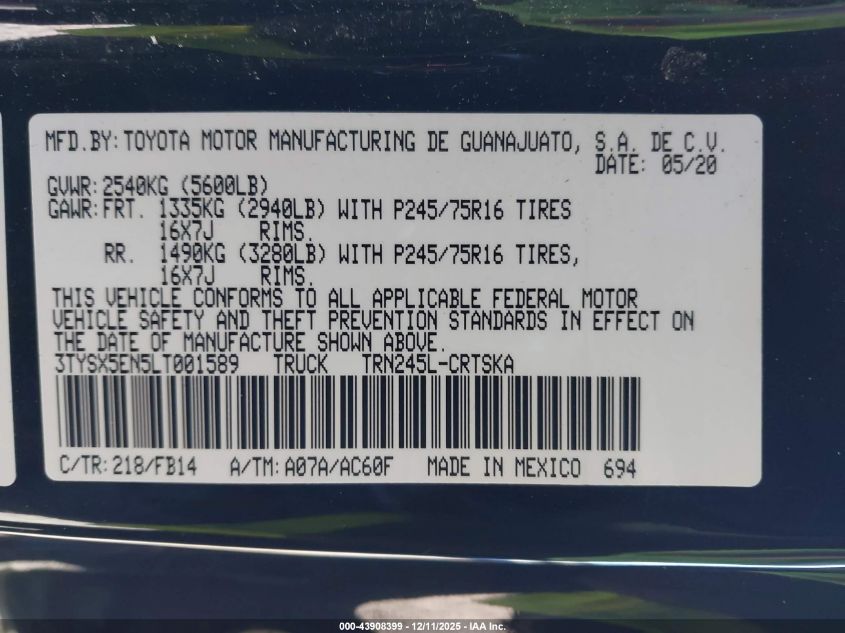 MFD.BY: TOYOTA MOTOR MANUFACTURING DE GUANAJUATO, S.A. DE C.V.
DATE: 05/20
GVWR: 2540KG (5600LB)
GAWR: FRT. 1335KG (2940LB) WITH P245/75R16 TIRES
16X7J RIMS.
RR. 1490KG (3280LB) WITH P245/75R16 TIRES,
16X7J RIMS.
THIS VEHICLE CONFORMS TO ALL APPLICABLE FEDERAL MOTOR
VEHICLE SAFETY AND THEFT PREVENTION STANDARDS IN EFFECT ON
THE DATE OF MANUFACTURE SHOWN ABOVE.
3TYSX5EN5LT001589 TRUCK TRN245L-CRTSKA
C/TR: 218/FB14 A/TM: A07A/AC60F MADE IN MEXICO 694
000-43908399 - 12/11/2025 - IAA Inc.